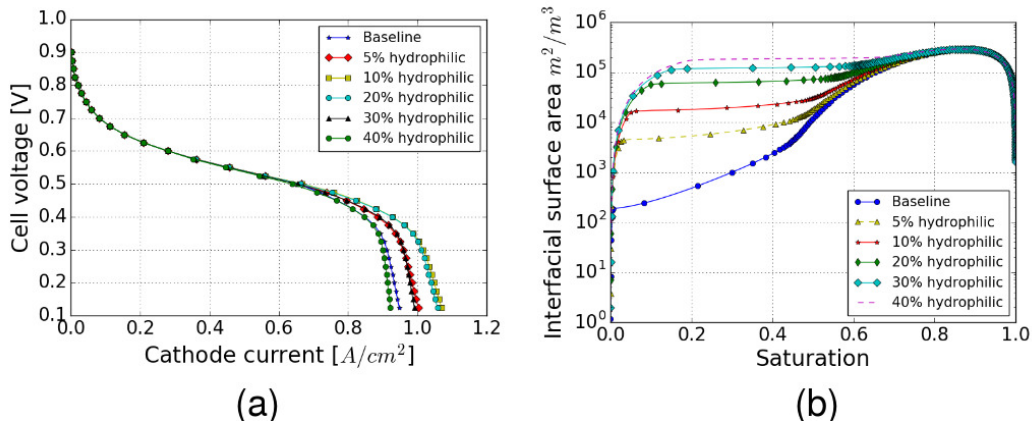 (a)
Cell voltage [V]
1.0
0.9
0.8
0.7
0.6
0.5
0.4
0.3
0.2
0.1
0.0 0.2 0.4 0.6 0.8 1.0 1.2
Cathode current [A/cm²]
Baseline
5% hydrophilic
10% hydrophilic
20% hydrophilic
30% hydrophilic
40% hydrophilic
(b)
Interfacial surface area m²/m³
10⁶
10⁵
10⁴
10³
10²
10¹
10⁰
0.0 0.2 0.4 0.6 0.8 1.0
Saturation
Baseline
5% hydrophilic
10% hydrophilic
20% hydrophilic
30% hydrophilic
40% hydrophilic